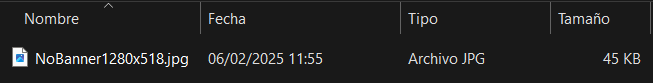 Nombre Fecha Tipo Tamaño
NoBanner1280x518.jpg 06/02/2025 11:55 Archivo JPG 45 KB